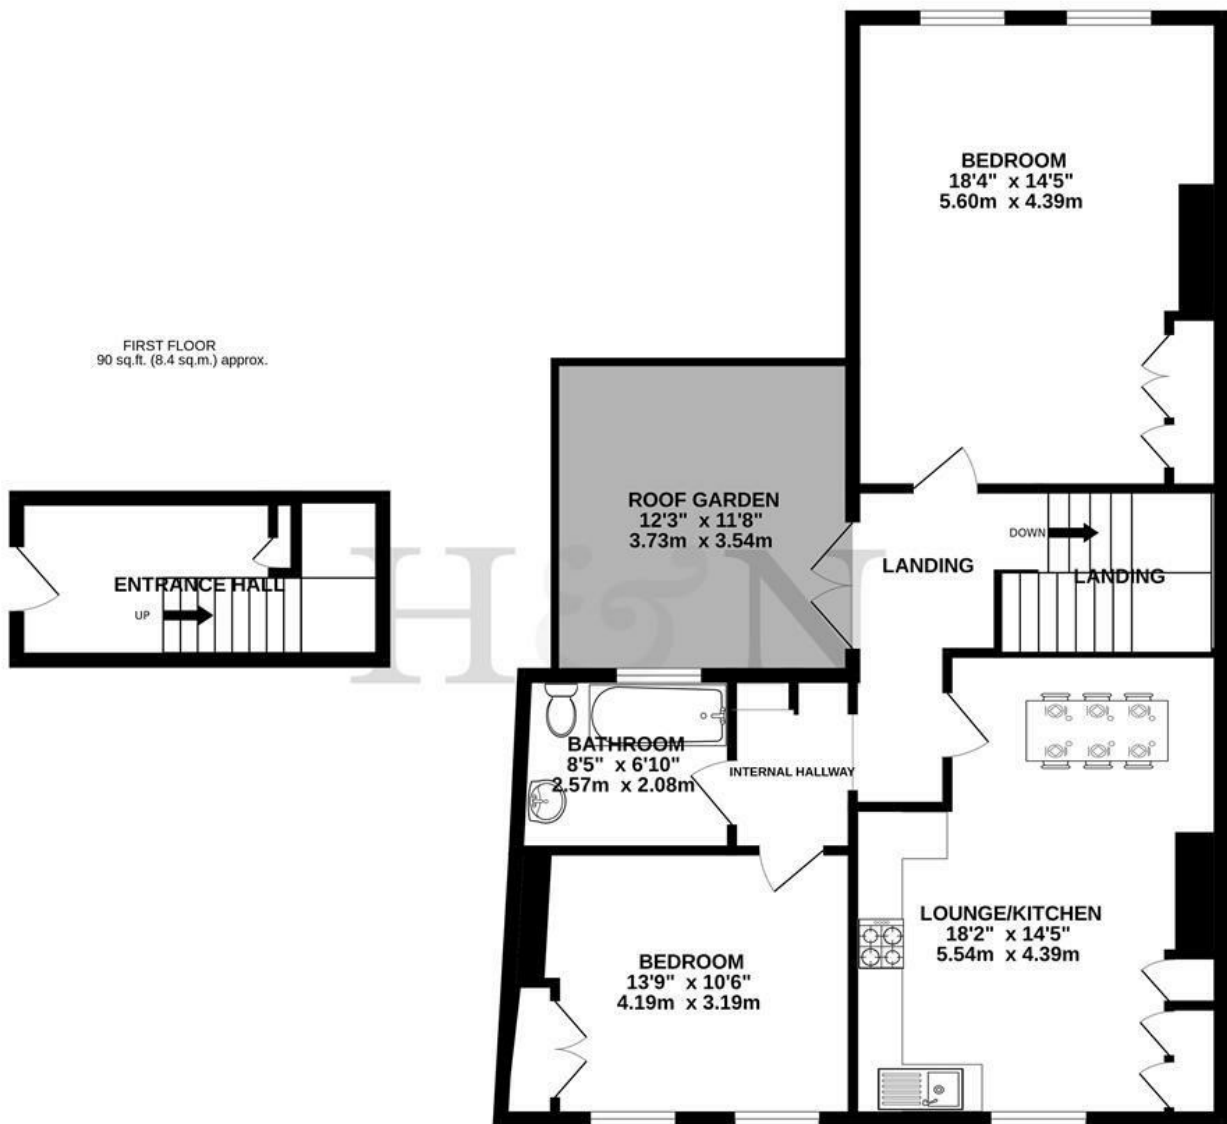 BEDROOM
18'4" x 14'5"
5.60m x 4.39m
FIRST FLOOR
90 sq.ft. (8.4 sq.m.) approx.
ROOF GARDEN
12'3" x 11'8"
3.73m x 3.54m
DOWN
LANDING
LANDING
ENTRANCE HALL
UP
H&N
BATHROOM
8'5" x 6'10"
2.57m x 2.08m
INTERNAL HALLWAY
LOUNGE/KITCHEN
18'2" x 14'5"
5.54m x 4.39m
BEDROOM
13'9" x 10'6"
4.19m x 3.19m